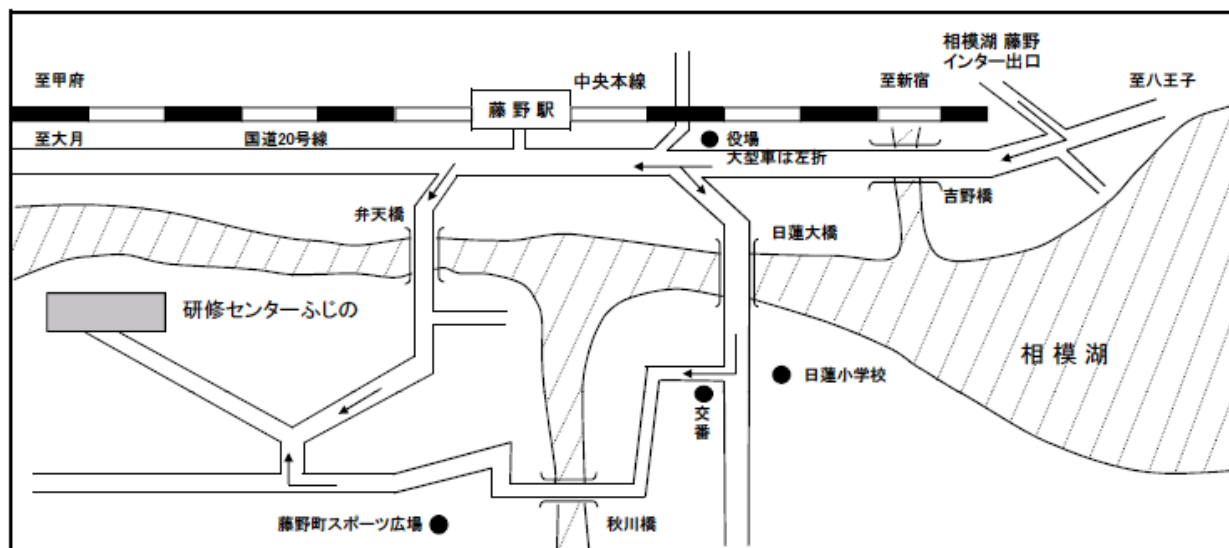 相模湖 藤野
インター出口
至甲府
中央本線
至新宿
至八王子
藤野駅
至大月
国道20号線
役場
大型車は左折
吉野橋
弁天橋
日蓮大橋
研修センターふじの
相模湖
日蓮小学校
交
番
藤野町スポーツ広場
秋川橋